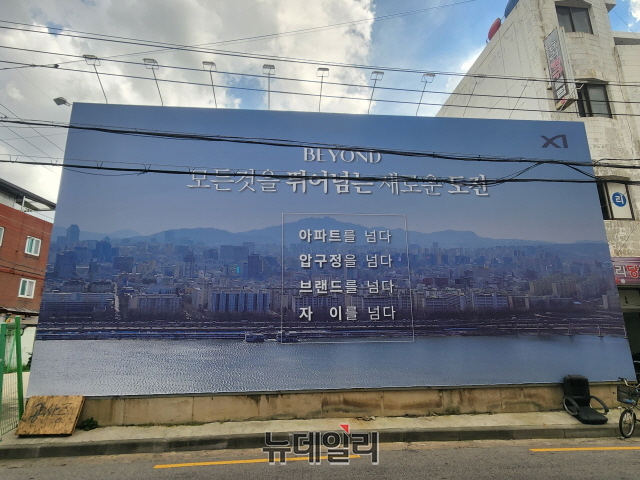 BEYOND
모든것을 뛰어넘는 새로운 도전
아파트를 넘다
압구정을 넘다
브랜드를 넘다
자 이를 넘다
XI
리
뉴데일리